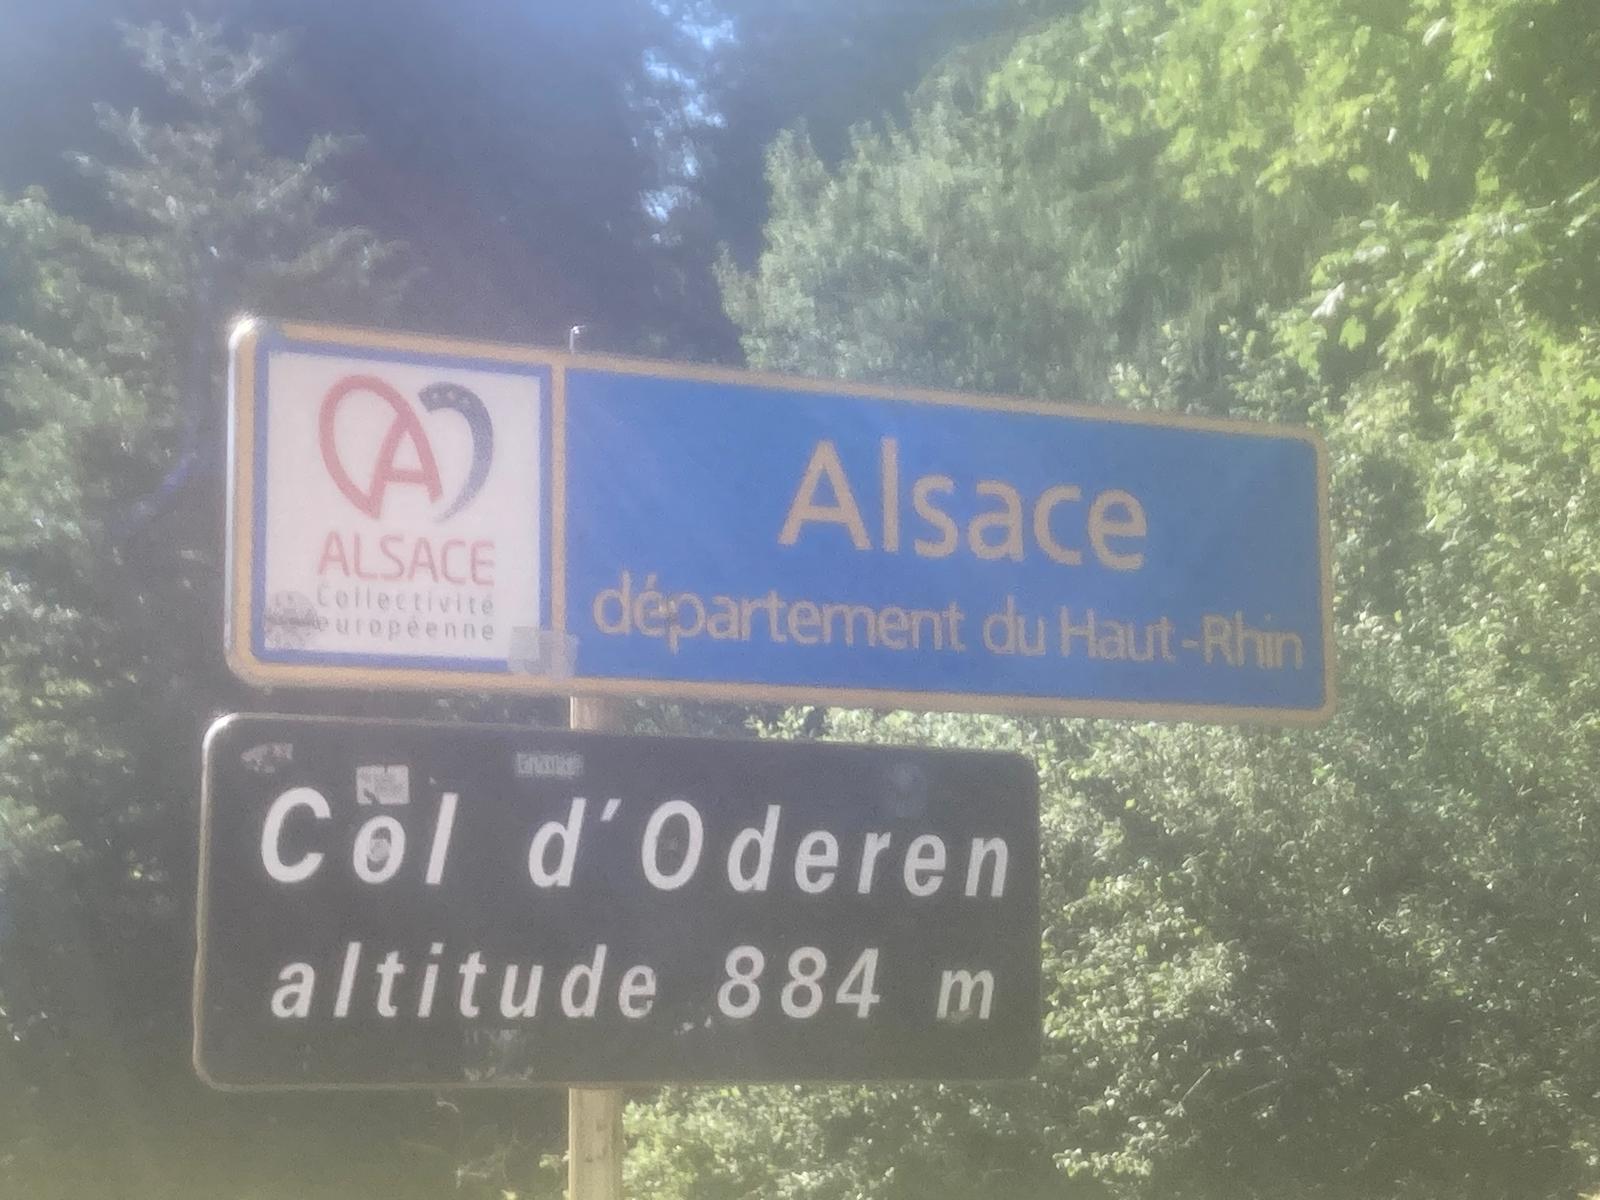 ALSACE
Collectivité
européenne
Alsace
département du Haut-Rhin
Col d'Oderen
altitude 884 m